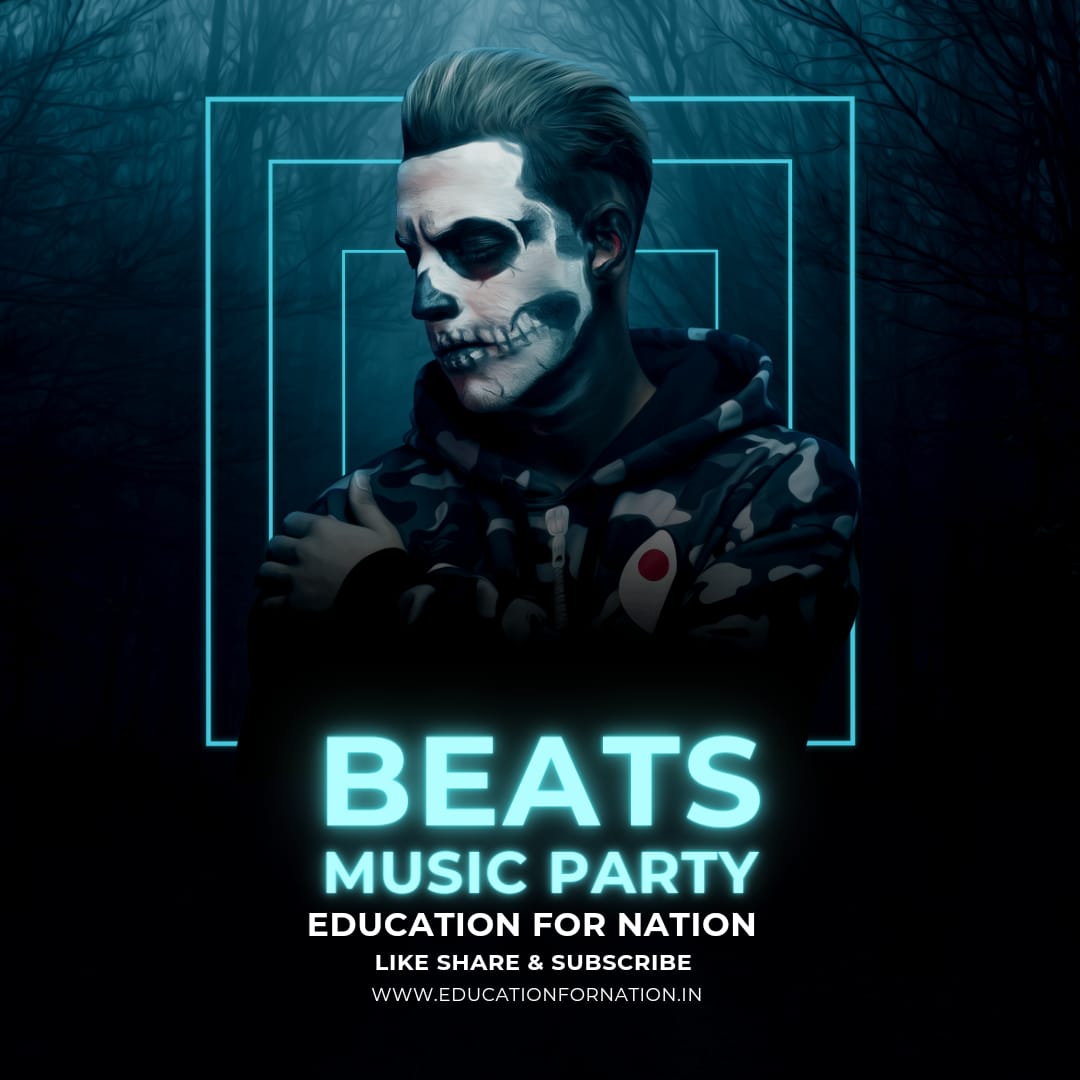 BEATS
MUSIC PARTY
EDUCATION FOR NATION
LIKE SHARE & SUBSCRIBE
WWW.EDUCATIONFORNATION.IN